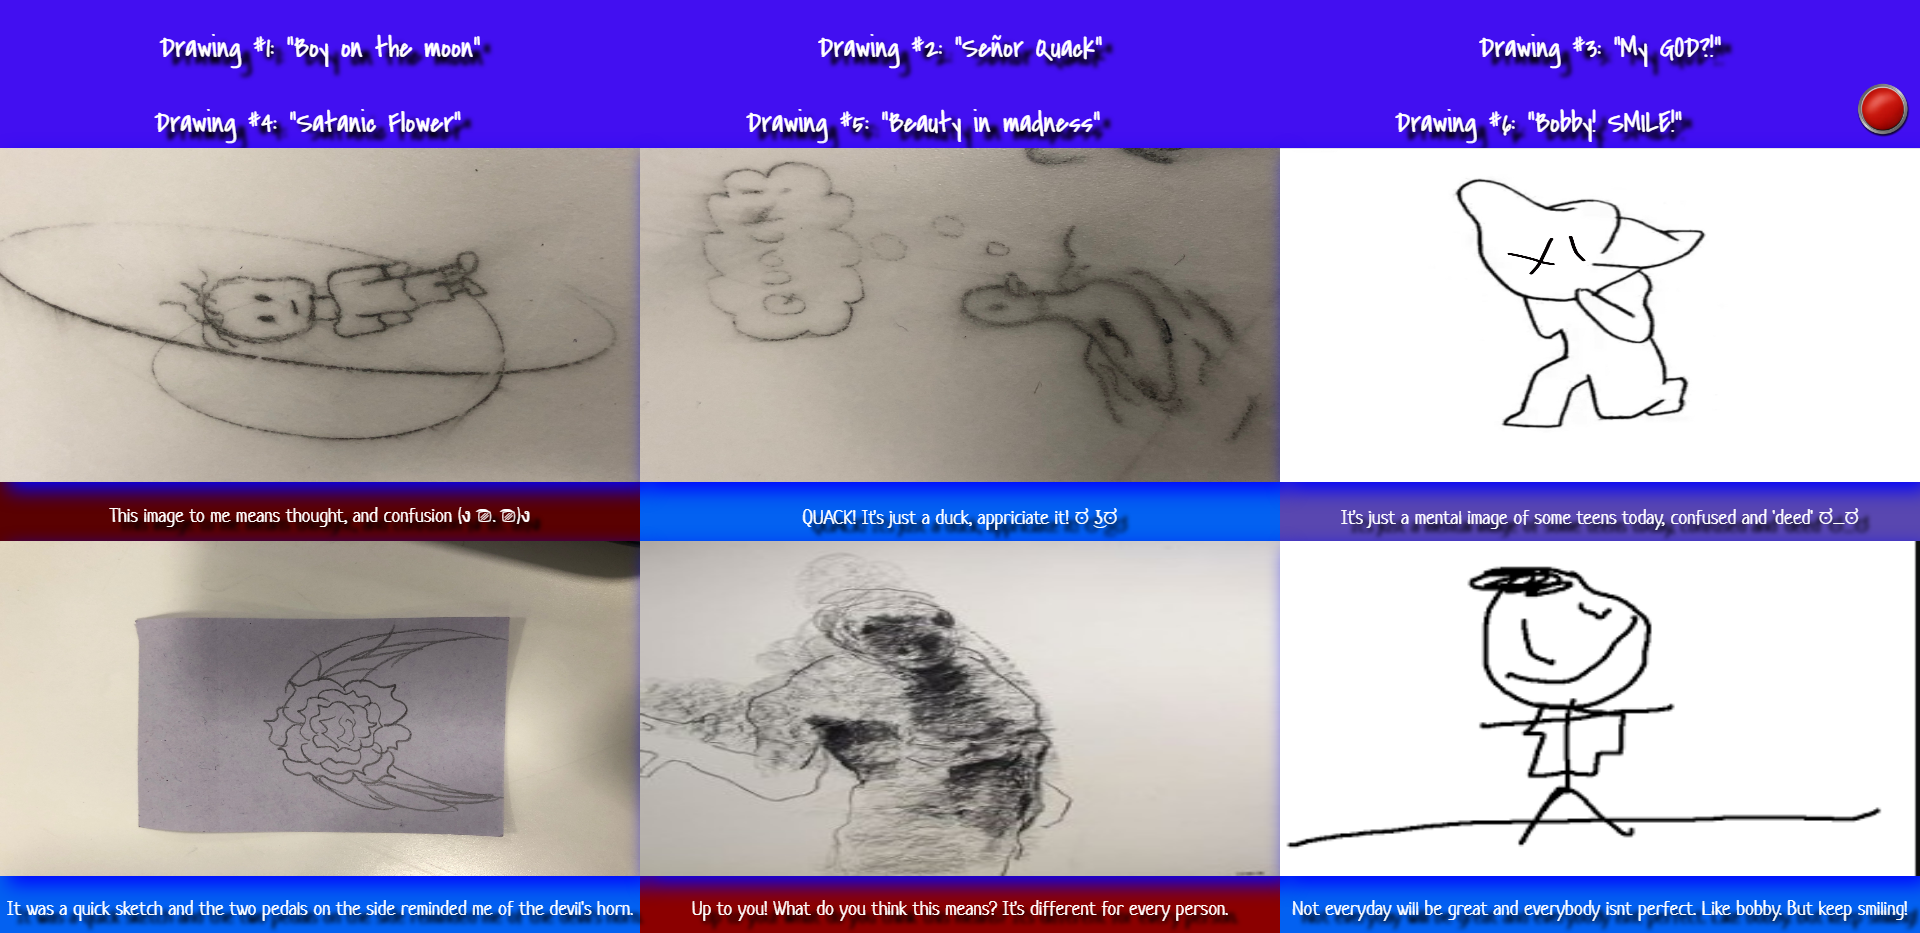 Drawing #1: "Boy on the moon"
Drawing #2: "Señor Quack"
Drawing #3: "My GOD?!"
Drawing #4: "Satanic Flower"
Drawing #5: "Beauty in madness"
Drawing #6: "Bobby! SMILE!"
Quack
This image to me means thought, and confusion (ง ͠ಥ_ಥ)ง
QUACK! It's just a duck, appriciate it! ಠ ʖ̯ ಠ
It's just a mental image of some teens today, confused and 'deed' ಠ_ಠ
It was a quick sketch and the two pedals on the side reminded me of the devil's horn.
Up to you! What do you think this means? It's different for every person.
Not everyday will be great and everybody isnt perfect. Like bobby. But keep smiling!